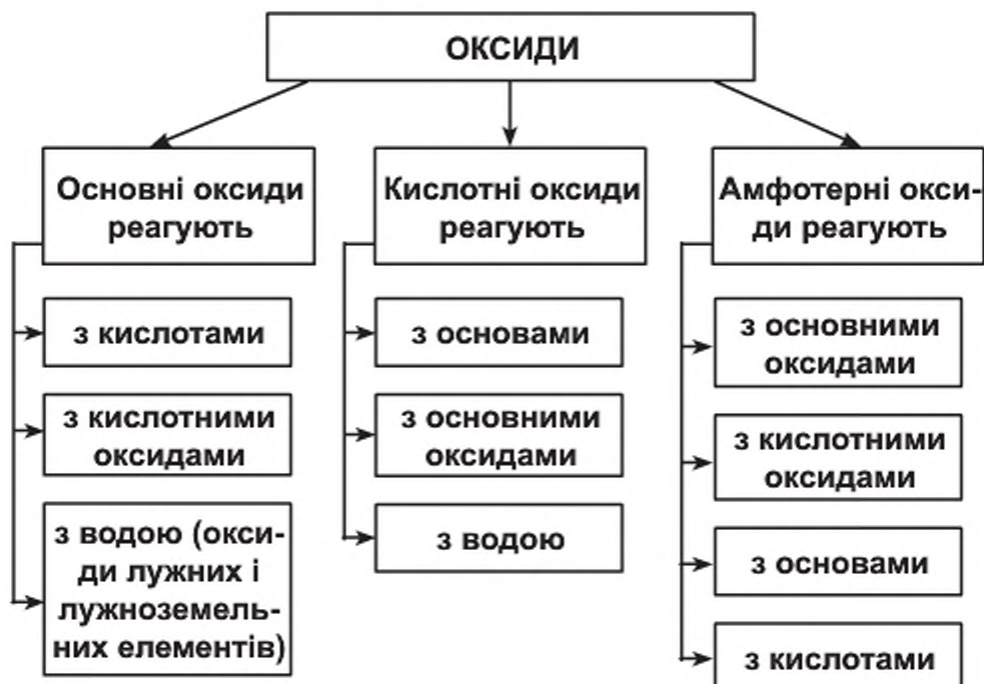 ОКСИДИ
Основні оксиди
реагують
з кислотами
з кислотними
оксидами
з водою (окси-
ди лужних і
лужноземель-
них елементів)
Кислотні оксиди
реагують
з основами
з основними
оксидами
з водою
Амфотерні окси-
ди реагують
з основними
оксидами
з кислотними
оксидами
з основами
з кислотами